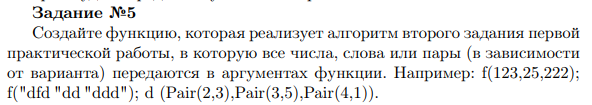 Задание №5
Создайте функцию, которая реализует алгоритм второго задания первой
практической работы, в которую все числа, слова или пары (в зависимости
от варианта) передаются в аргументах функции. Например: f(123,25,222);
f("dfd "dd "ddd"); d (Pair(2,3),Pair(3,5),Pair(4,1)).